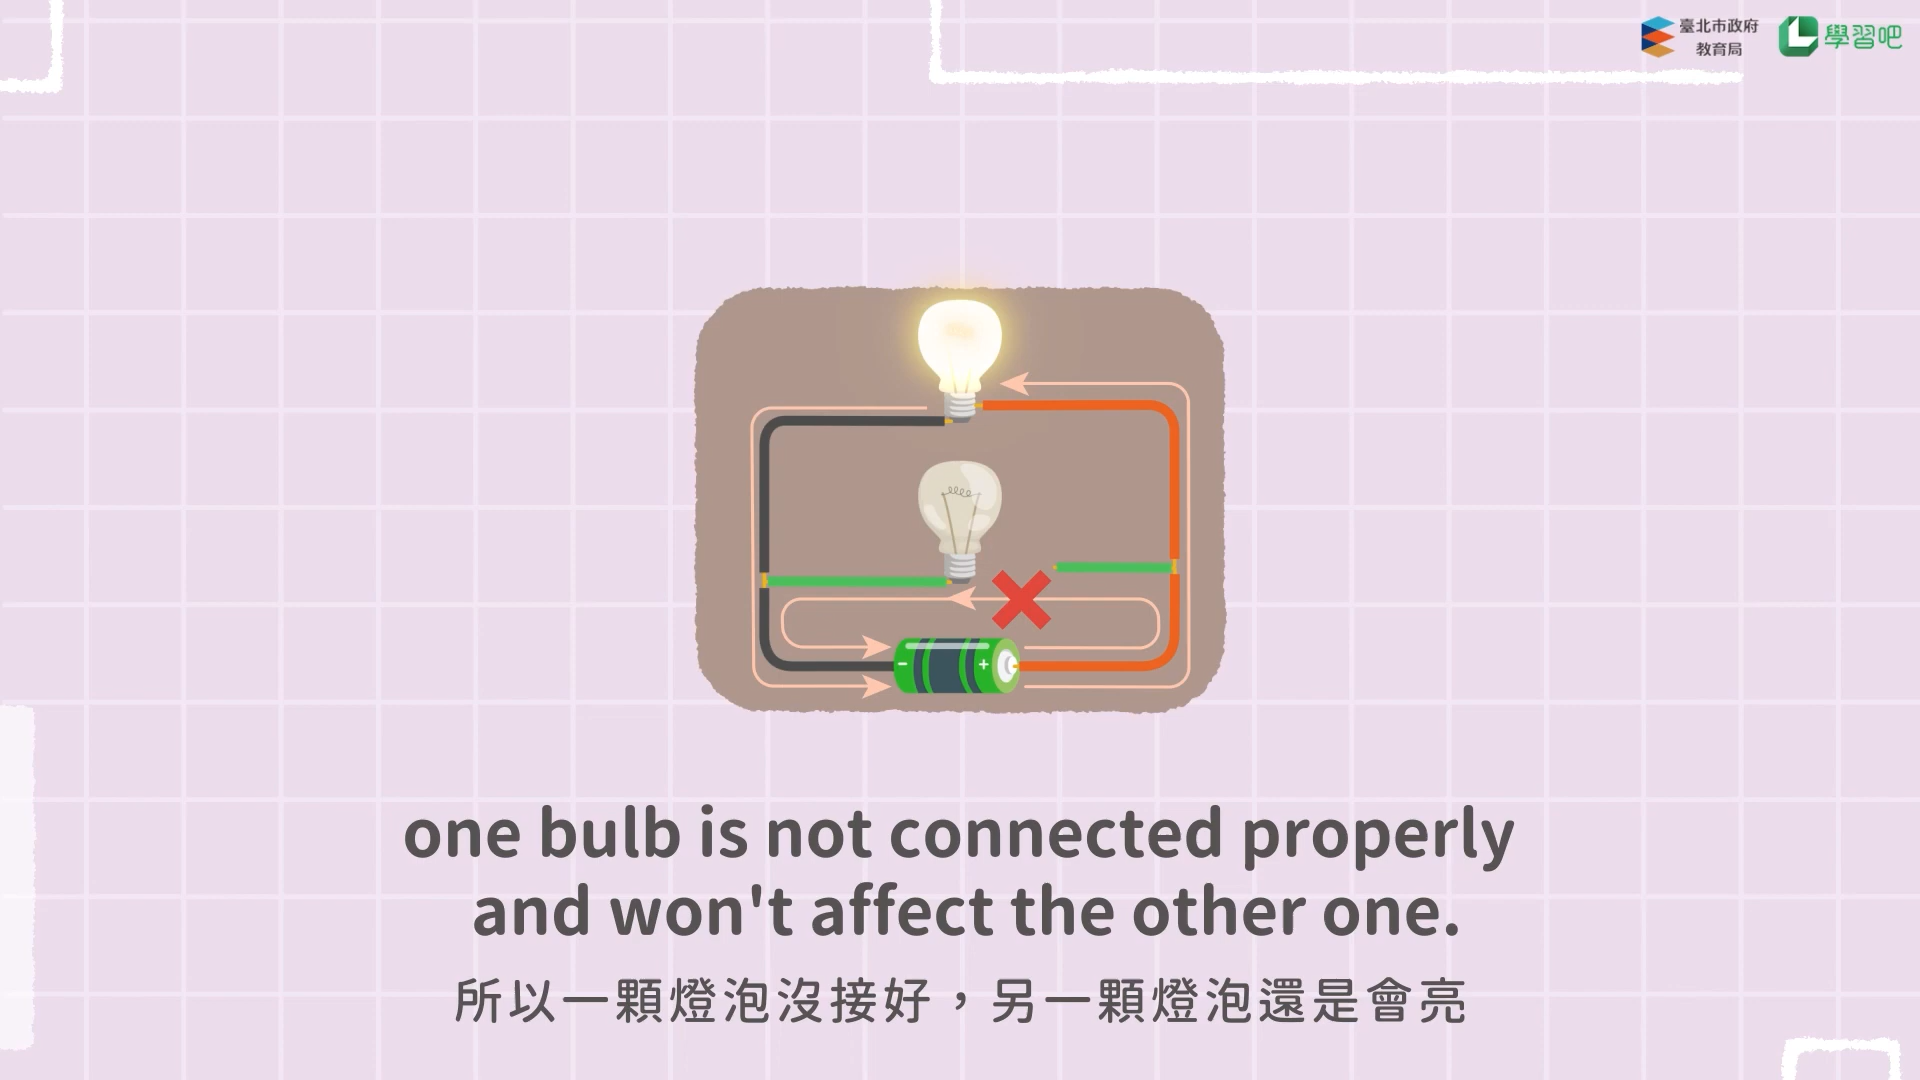 臺北市政府
教育局
學習吧
one bulb is not connected properly
and won't affect the other one.
所以一顆燈泡沒接好，另一顆燈泡還是會亮